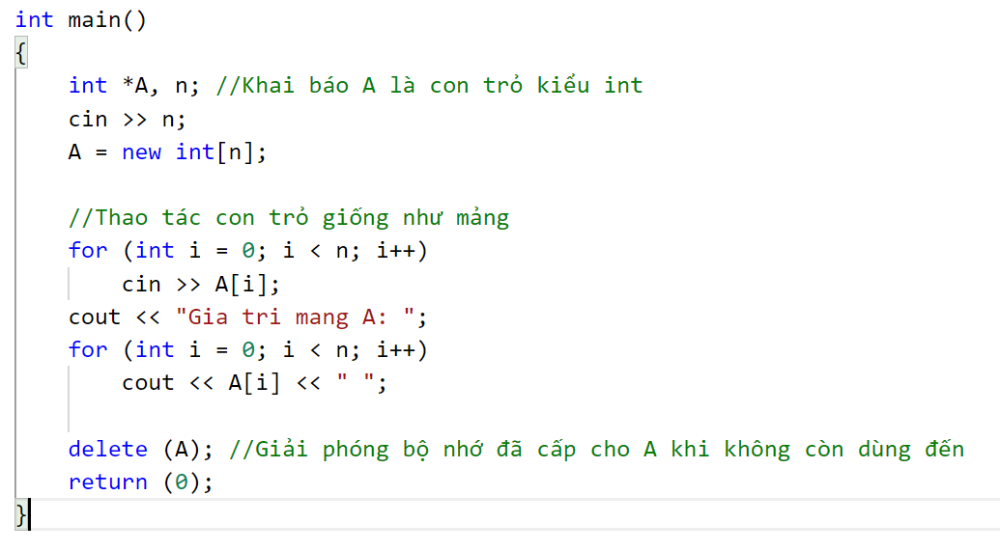 int main()
{
int *A, n; //Khai báo A là con trỏ kiểu int
cin >> n;
A = new int[n];
//Thao tác con trỏ giống như mảng
for (int i = 0; i < n; i++)
cin >> A[i];
cout << "Gia tri mang A: ";
for (int i = 0; i < n; i++)
cout << A[i] << " ";
delete (A); //Giải phóng bộ nhớ đã cấp cho A khi không còn dùng đến
return (0);
}